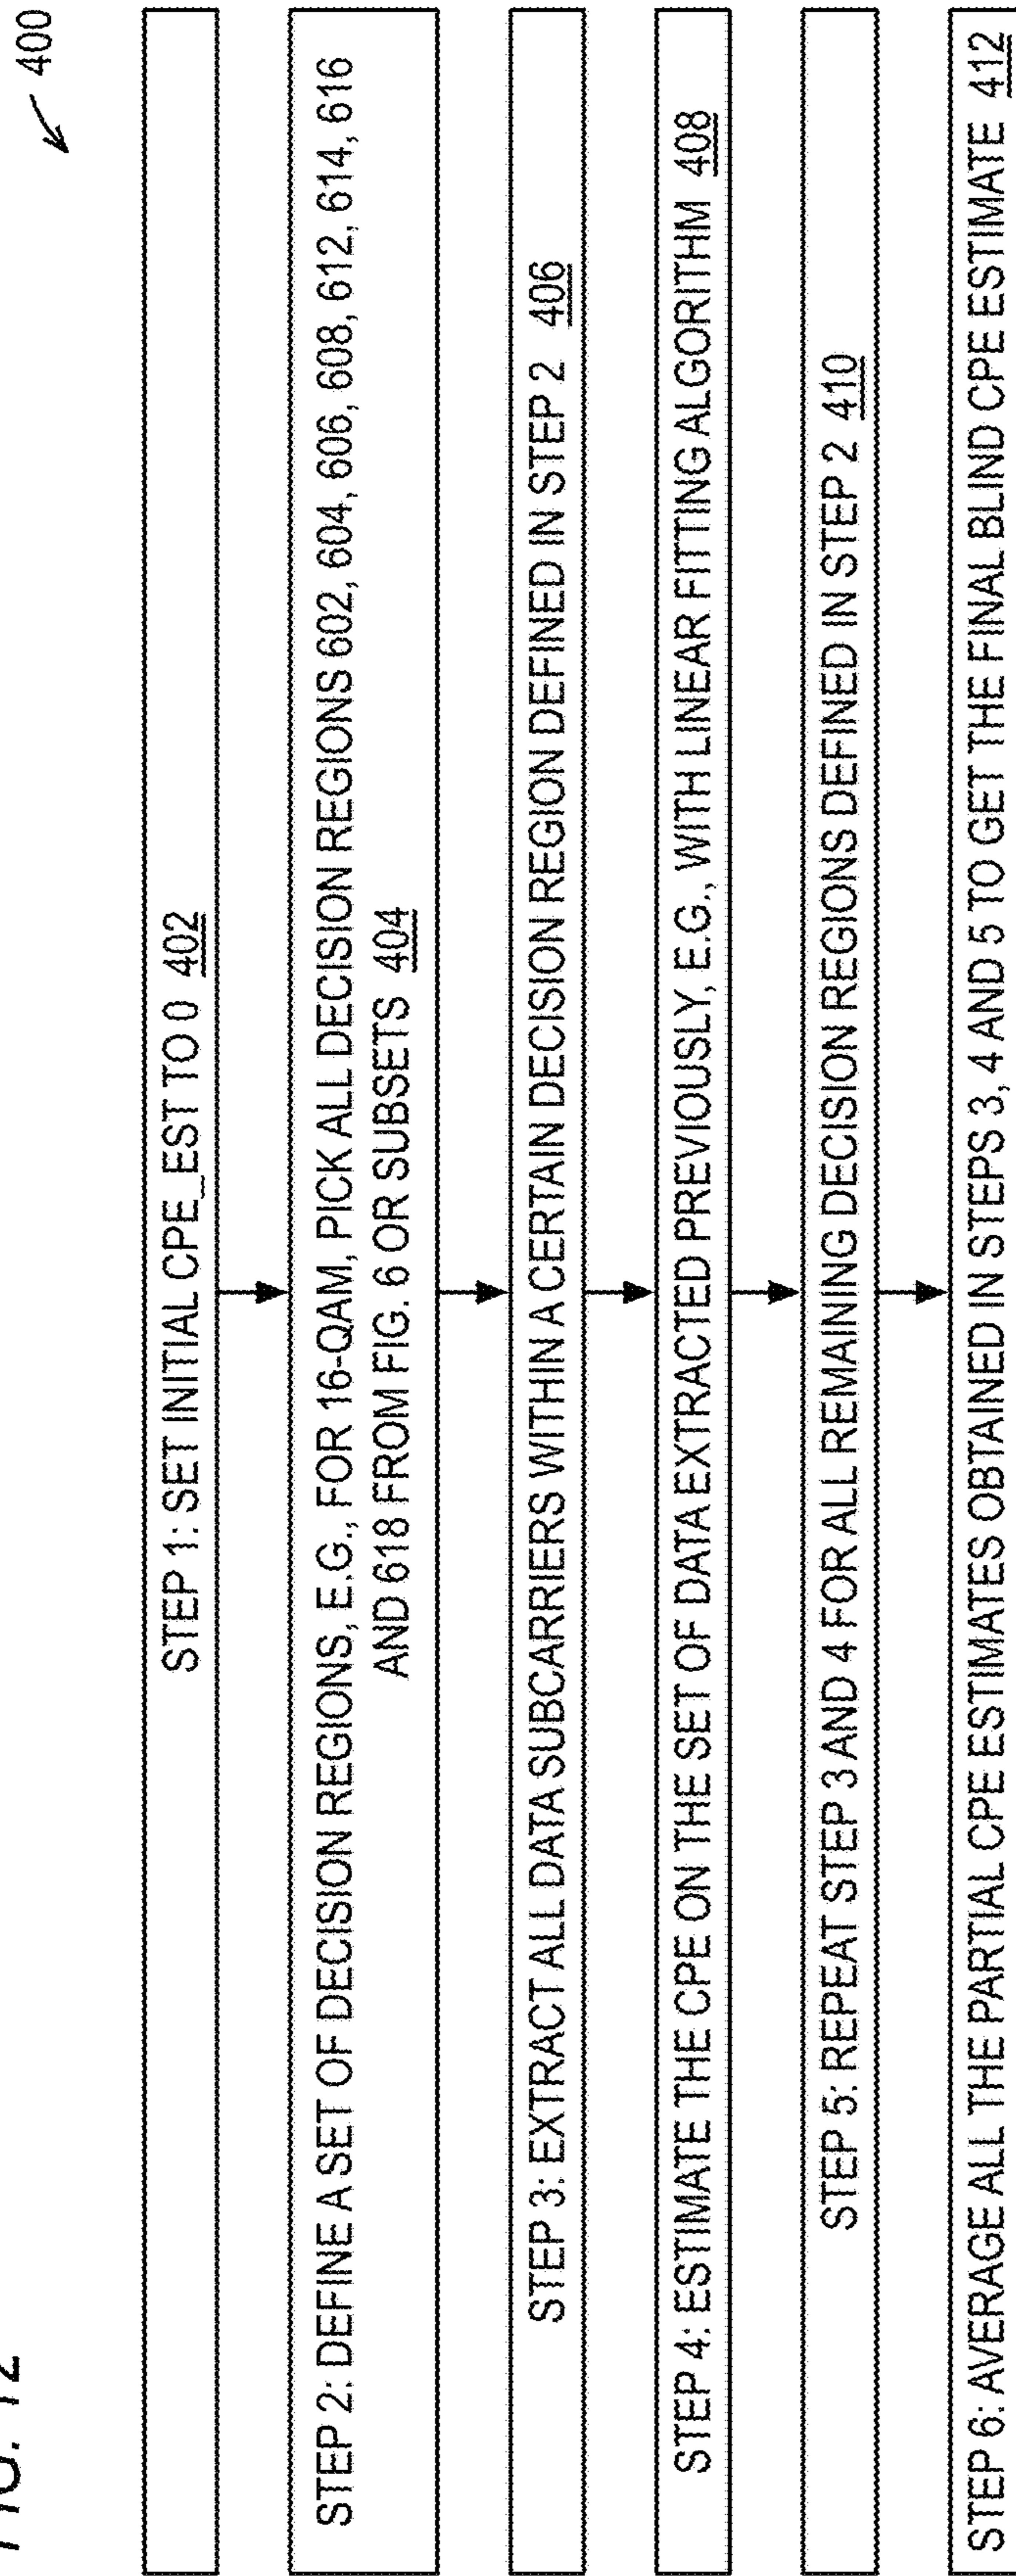 FIG. 12
400
STEP 1: SET INITIAL CPE_EST TO 0 402
STEP 2: DEFINE A SET OF DECISION REGIONS, E.G., FOR 16-QAM, PICK ALL DECISION REGIONS 602, 604, 606, 608, 612, 614, 616
AND 618 FROM FIG. 6 OR SUBSETS 404
STEP 3: EXTRACT ALL DATA SUBCARRIERS WITHIN A CERTAIN DECISION REGION DEFINED IN STEP 2 406
STEP 4: ESTIMATE THE CPE ON THE SET OF DATA EXTRACTED PREVIOUSLY, E.G., WITH LINEAR FITTING ALGORITHM 408
STEP 5: REPEAT STEP 3 AND 4 FOR ALL REMAINING DECISION REGIONS DEFINED IN STEP 2 410
STEP 6: AVERAGE ALL THE PARTIAL CPE ESTIMATES OBTAINED IN STEPS 3, 4 AND 5 TO GET THE FINAL BLIND CPE ESTIMATE 412